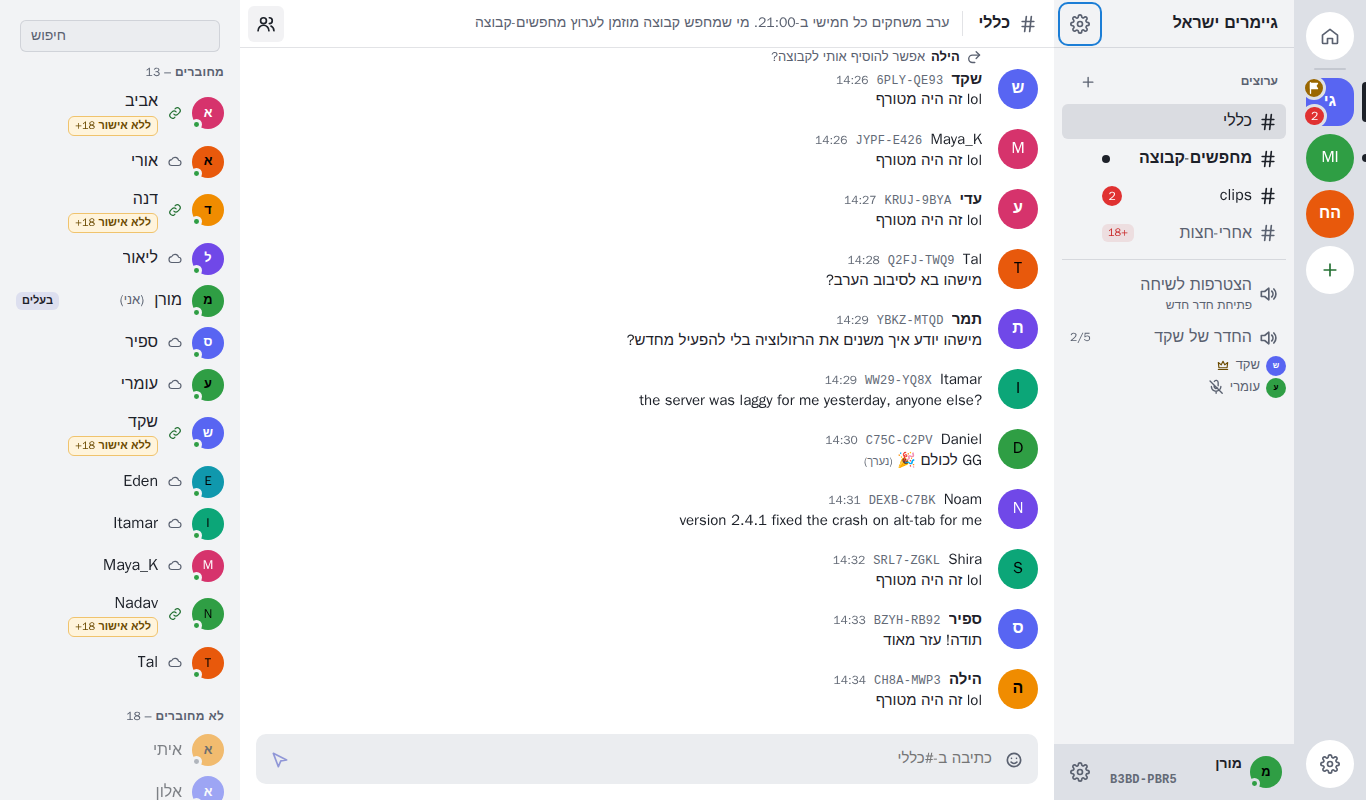 גי
2
MI
הח
גיימרים ישראל
ערוצים
כללי
מחפשים-קבוצה
clips
2
אחרי-חצות
18+
הצטרפות לשיחה
פתיחת חדר חדש
החדר של שקד
2/5
ש
שקד
ע
עומרי
מ
מורן
B3BD-PBR5
כללי
ערב משחקים כל חמישי ב-21:00. מי שמחפש קבוצה מוזמן לערוץ מחפשים-קבוצה
הילה אפשר להוסיף אותי לקבוצה?
ש
שקד 6PLY-QE93 14:26
lol זה היה מטורף
M
Maya_K JYPF-E426 14:26
lol זה היה מטורף
ע
עדי KRUJ-9BYA 14:27
lol זה היה מטורף
T
Tal Q2FJ-TWQ9 14:28
מישהו בא לסיבוב הערב?
ת
תמר YBKZ-MTQD 14:29
מישהו יודע איך משנים את הרזולוציה בלי להפעיל מחדש?
I
Itamar WW29-YQ8X 14:29
the server was laggy for me yesterday, anyone else?
D
Daniel C75C-C2PV 14:30
GG לכולם 🎉 (נערך)
N
Noam DEXB-C7BK 14:31
version 2.4.1 fixed the crash on alt-tab for me
S
Shira SRL7-ZGKL 14:32
lol זה היה מטורף
ס
ספיר BZYH-RB92 14:33
תודה! עזר מאוד
ה
הילה CH8A-MWP3 14:34
lol זה היה מטורף
כתיבה ב-#כללי
חיפוש
מחוברים – 13
א
אביב
ללא אישור 18+
א
אורי
ד
דנה
ללא אישור 18+
ל
ליאור
מ
מורן (אני) בעלים
ס
ספיר
ע
עומרי
ש
שקד
ללא אישור 18+
E
Eden
I
Itamar
M
Maya_K
N
Nadav
ללא אישור 18+
T
Tal
לא מחוברים – 18
א
איתי
א
אלון